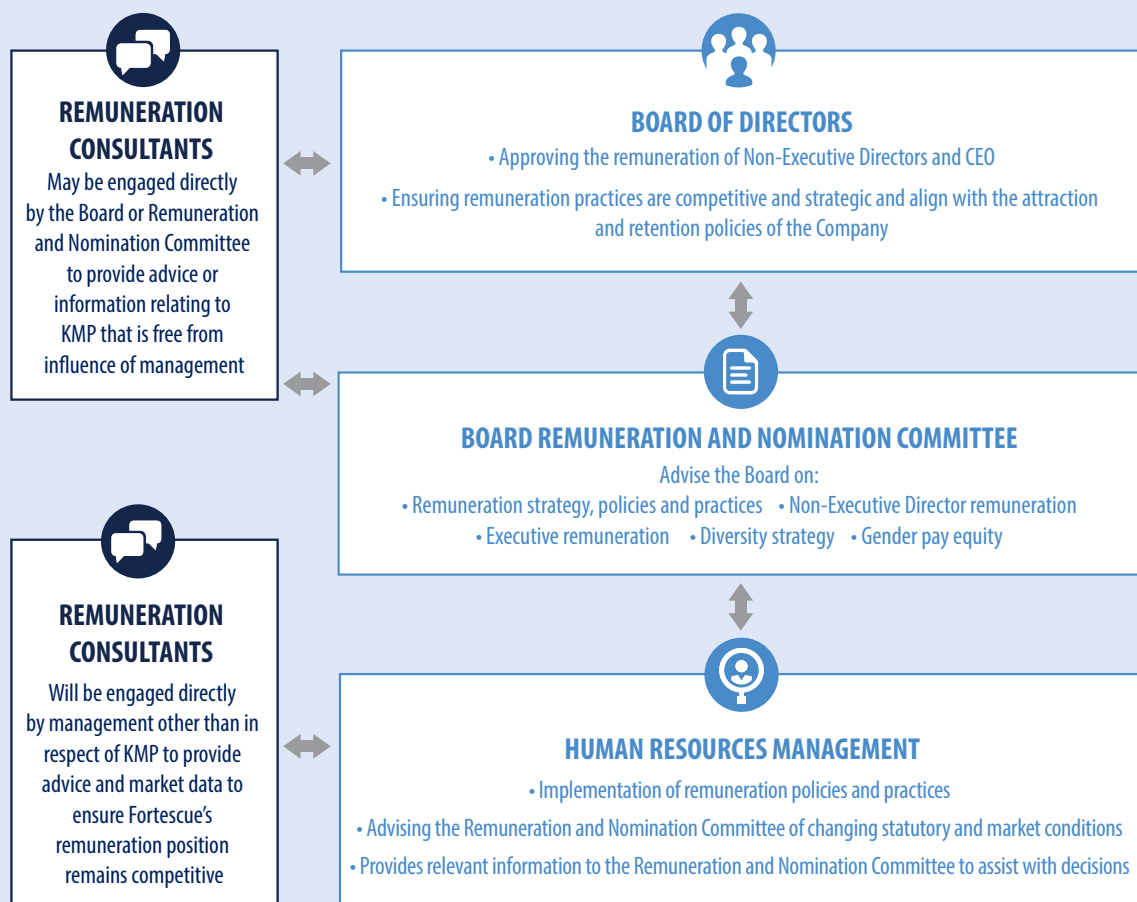 REMUNERATION
CONSULTANTS
May be engaged directly
by the Board or Remuneration
and Nomination Committee
to provide advice or
information relating to
KMP that is free from
influence of management
BOARD OF DIRECTORS
• Approving the remuneration of Non-Executive Directors and CEO
• Ensuring remuneration practices are competitive and strategic and align with the attraction
and retention policies of the Company
BOARD REMUNERATION AND NOMINATION COMMITTEE
Advise the Board on:
• Remuneration strategy, policies and practices • Non-Executive Director remuneration
• Executive remuneration • Diversity strategy • Gender pay equity
REMUNERATION
CONSULTANTS
Will be engaged directly
by management other than in
respect of KMP to provide
advice and market data to
ensure Fortescue’s
remuneration position
remains competitive
HUMAN RESOURCES MANAGEMENT
• Implementation of remuneration policies and practices
• Advising the Remuneration and Nomination Committee of changing statutory and market conditions
• Provides relevant information to the Remuneration and Nomination Committee to assist with decisions